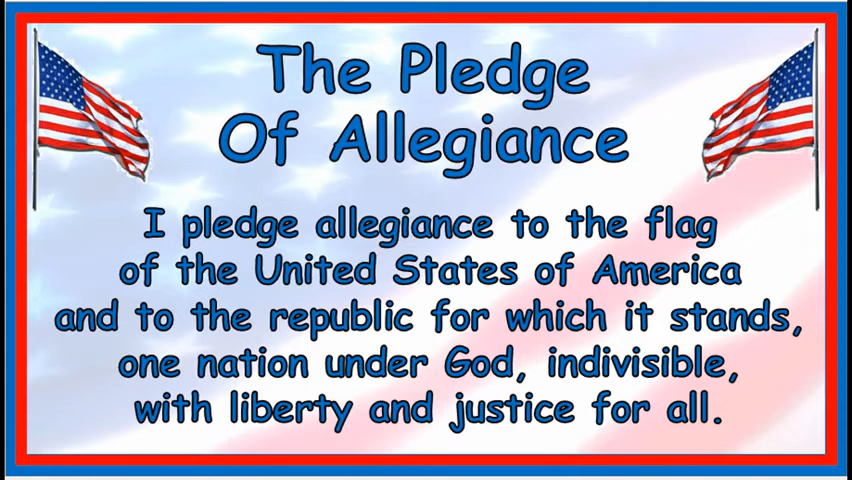 The Pledge
Of Allegiance
I pledge allegiance to the flag
of the United States of America
and to the republic for which it stands,
one nation under God, indivisible,
with liberty and justice for all.